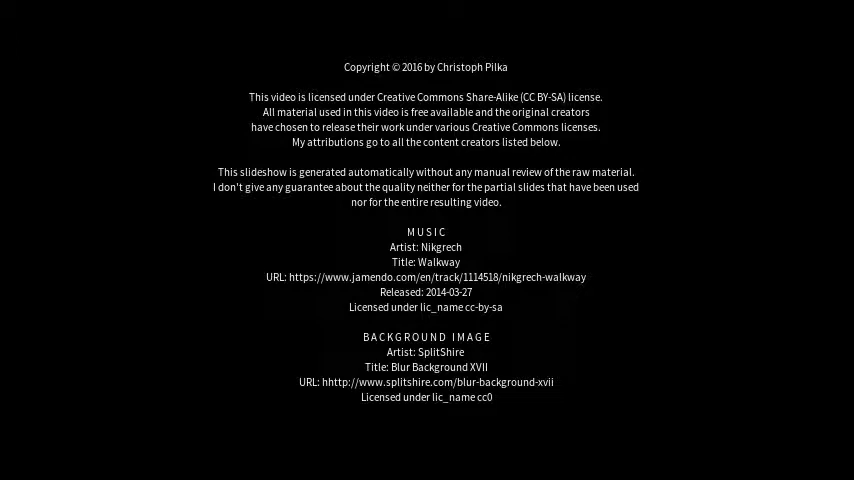 Copyright © 2016 by Christoph Pilka
This video is licensed under Creative Commons Share-Alike (CC BY-SA) license.
All material used in this video is free available and the original creators
have chosen to release their work under various Creative Commons licenses.
My attributions go to all the content creators listed below.
This slideshow is generated automatically without any manual review of the raw material.
I don't give any guarantee about the quality neither for the partial slides that have been used
nor for the entire resulting video.
M U S I C
Artist: Nikgrech
Title: Walkway
URL: https://www.jamendo.com/en/track/1114518/nikgrech-walkway
Released: 2014-03-27
Licensed under lic_name cc-by-sa
B A C K G R O U N D   I M A G E
Artist: SplitShire
Title: Blur Background XVII
URL: hhttp://www.splitshire.com/blur-background-xvii
Licensed under lic_name cc0